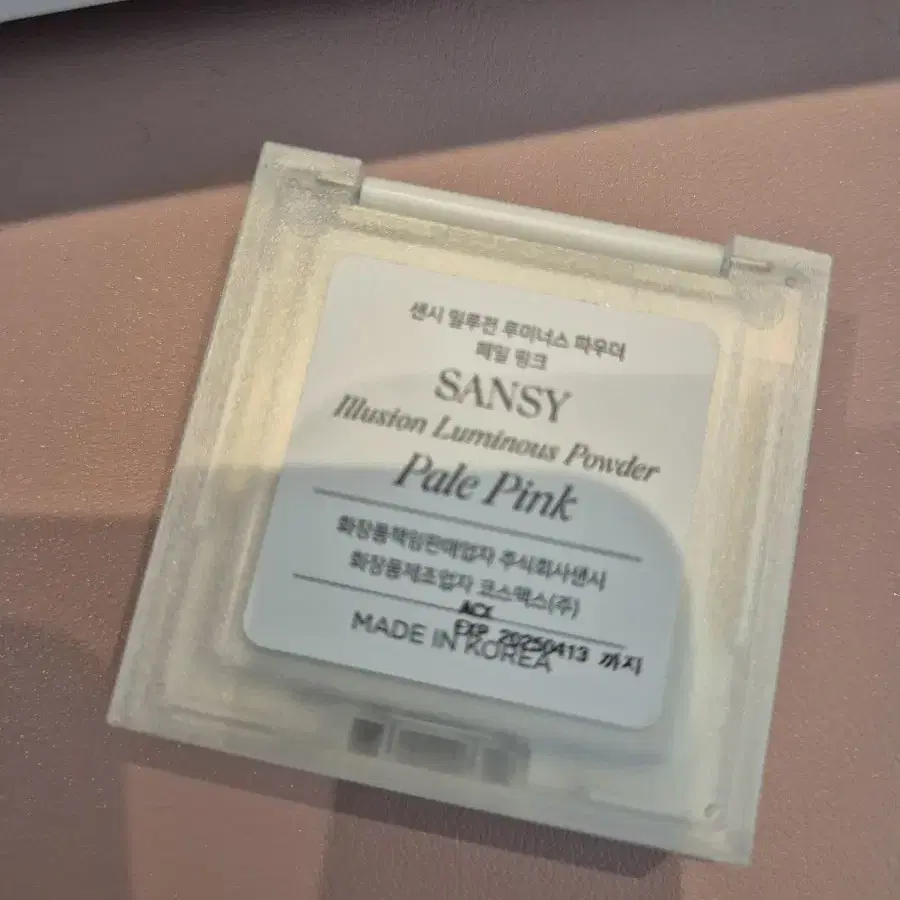 센시 일루전 루미너스 파우더
페일 핑크
SANSY
Illusion Luminous Powder
Pale Pink
화장품책임판매업자 주식회사센시
화장품제조업자 코스맥스(주)
ACX
EXP 20250413 까지
MADE IN KOREA